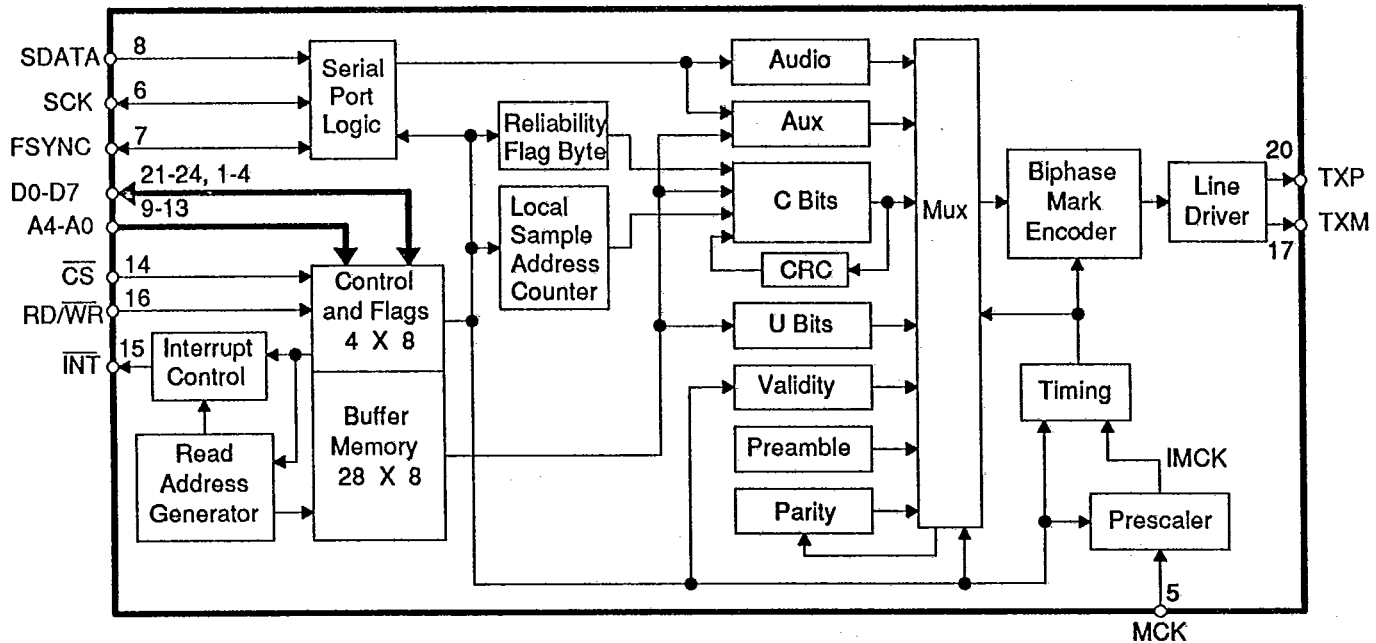 SDATA
8
SCK
6
FSYNC
7
D0-D7
21-24, 1-4
A4-A0
9-13
CS
14
RD/WR
16
INT
15
Serial
Port
Logic
Control
and Flags
4 X 8
Interrupt
Control
Read
Address
Generator
Buffer
Memory
28 X 8
Reliability
Flag Byte
Local
Sample
Address
Counter
Audio
Aux
C Bits
CRC
U Bits
Validity
Preamble
Parity
Mux
Biphase
Mark
Encoder
Line
Driver
20
TXP
TXM
17
Timing
IMCK
Prescaler
5
MCK